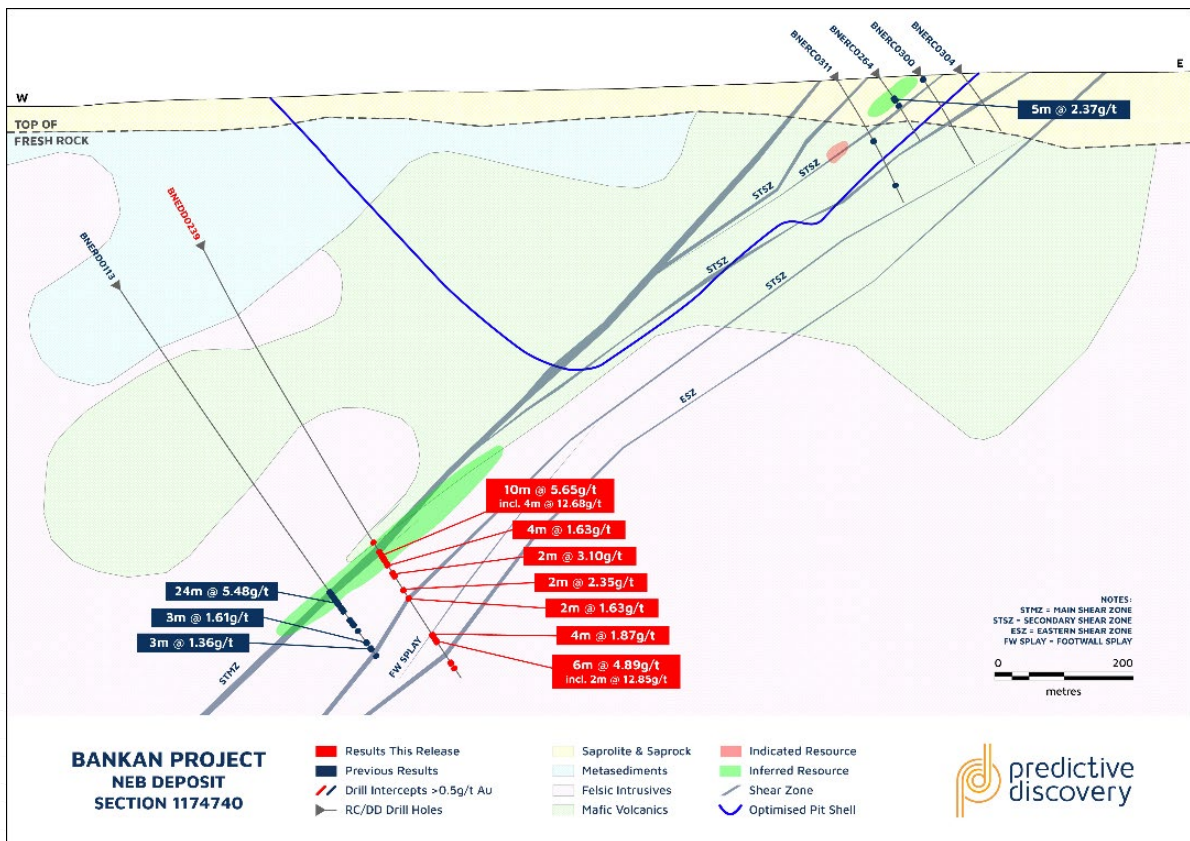 BNERC0311
BNERC0264
BNERC0300
BNERC0304
W
E
TOP OF
FRESH ROCK
5m @ 2.37g/t
STSZ
STSZ
STSZ
STSZ
ESZ
BNEDD0239
BNERD0113
10m @ 5.65g/t
incl. 4m @ 12.68g/t
4m @ 1.63g/t
2m @ 3.10g/t
2m @ 2.35g/t
2m @ 1.63g/t
4m @ 1.87g/t
6m @ 4.89g/t
incl. 2m @ 12.85g/t
24m @ 5.48g/t
3m @ 1.61g/t
3m @ 1.36g/t
STMZ
FW SPLAY
NOTES:
STMZ = MAIN SHEAR ZONE
STSZ = SECONDARY SHEAR ZONE
ESZ = EASTERN SHEAR ZONE
FW SPLAY = FOOTWALL SPLAY
0 200
metres
BANKAN PROJECT
NEB DEPOSIT
SECTION 1174740
Results This Release
Previous Results
Drill Intercepts >0.5g/t Au
RC/DD Drill Holes
Saprolite & Saprock
Metasediments
Felsic Intrusives
Mafic Volcanics
Indicated Resource
Inferred Resource
Shear Zone
Optimised Pit Shell
predictive
discovery